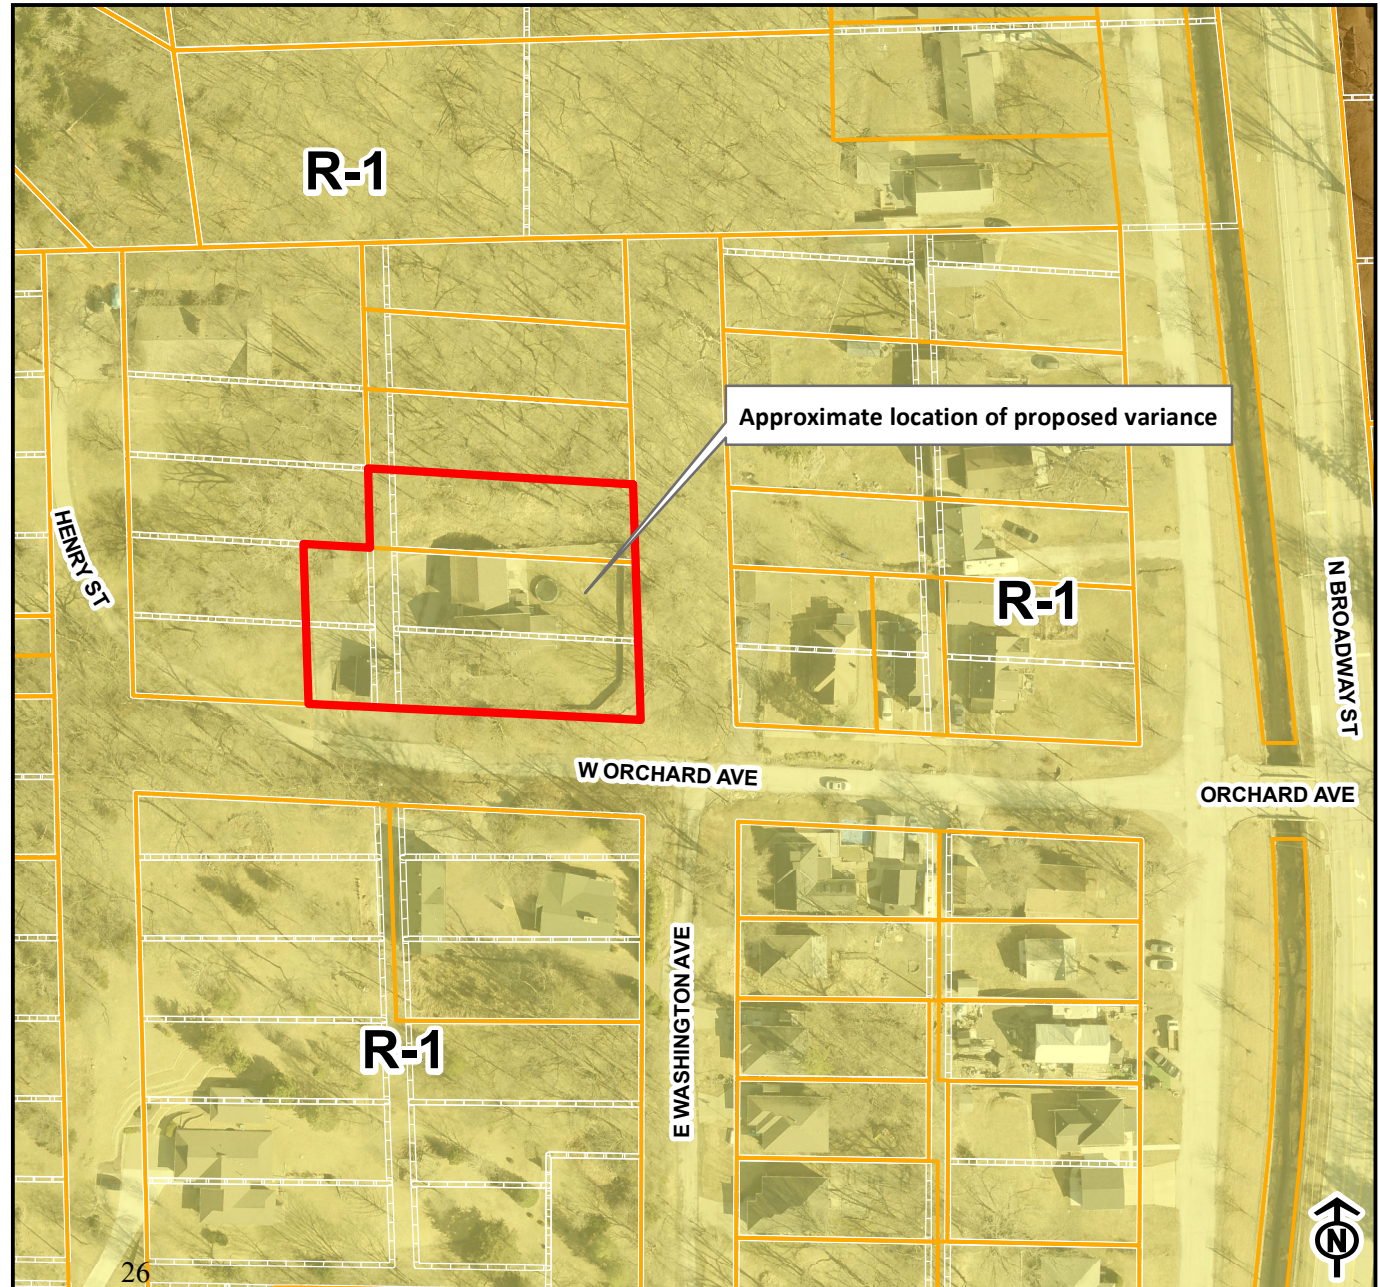 R-1
Approximate location of proposed variance
HENRY ST
R-1
N BROADWAY ST
W ORCHARD AVE
ORCHARD AVE
E WASHINGTON AVE
R-1
N
26